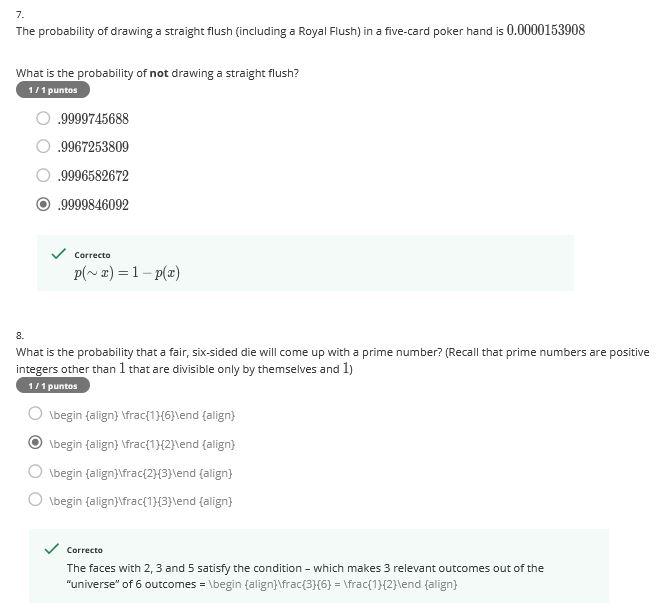 7.
The probability of drawing a straight flush (including a Royal Flush) in a five-card poker hand is 0.0000153908
What is the probability of not drawing a straight flush?
1 / 1 puntos
.9999745688
.9967253809
.9996582672
.9999846092
Correcto
p(∼ x) = 1 − p(x)
8.
What is the probability that a fair, six-sided die will come up with a prime number? (Recall that prime numbers are positive
integers other than 1 that are divisible only by themselves and 1)
1 / 1 puntos
\begin {align} \frac{1}{6}\end {align}
\begin {align} \frac{1}{2}\end {align}
\begin {align}\frac{2}{3}\end {align}
\begin {align}\frac{1}{3}\end {align}
Correcto
The faces with 2, 3 and 5 satisfy the condition – which makes 3 relevant outcomes out of the
"universe" of 6 outcomes = \begin {align}\frac{3}{6} = \frac{1}{2}\end {align}